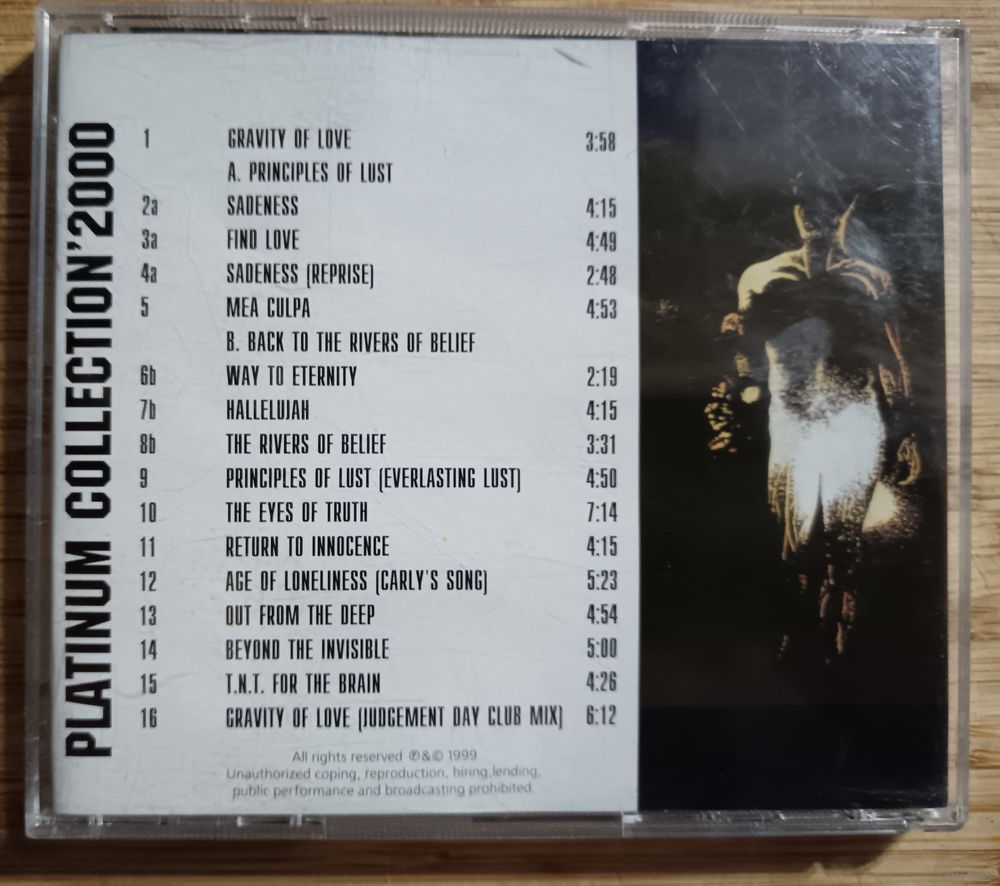 PLATINUM COLLECTION'2000
1 GRAVITY OF LOVE 3:58
A. PRINCIPLES OF LUST
2a SADENESS 4:15
3a FIND LOVE 4:49
4a SADENESS (REPRISE) 2:48
5 MEA CULPA 4:53
B. BACK TO THE RIVERS OF BELIEF
6b WAY TO ETERNITY 2:19
7b HALLELUJAH 4:15
8b THE RIVERS OF BELIEF 3:31
9 PRINCIPLES OF LUST (EVERLASTING LUST) 4:50
10 THE EYES OF TRUTH 7:14
11 RETURN TO INNOCENCE 4:15
12 AGE OF LONELINESS (CARLY'S SONG) 5:23
13 OUT FROM THE DEEP 4:54
14 BEYOND THE INVISIBLE 5:00
15 T.N.T. FOR THE BRAIN 4:26
16 GRAVITY OF LOVE (JUDGEMENT DAY CLUB MIX) 6:12
All rights reserved ℗&© 1999
Unauthorized coping, reproduction, hiring,lending,
public performance and broadcasting prohibited.